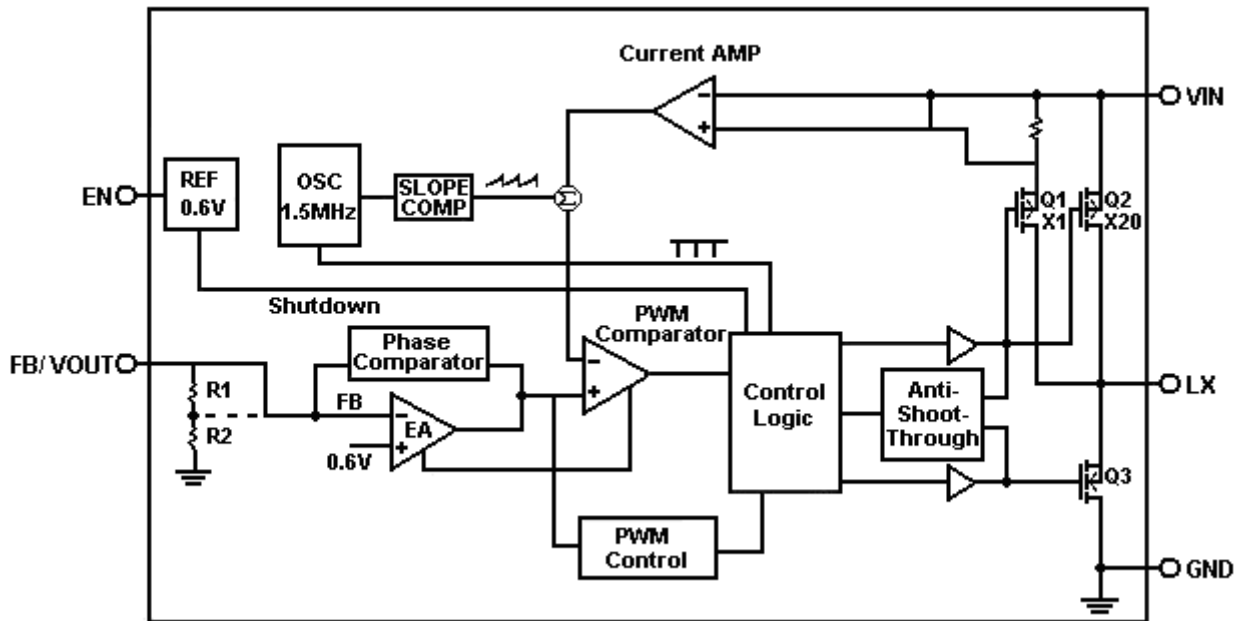 Current AMP
VIN
EN
REF
0.6V
OSC
1.5MHz
SLOPE
COMP
Σ
Q1
X1
Q2
X20
Shutdown
PWM
Comparator
FB/ VOUT
R1
R2
Phase
Comparator
FB
EA
0.6V
Control
Logic
Anti-
Shoot-
Through
LX
Q3
PWM
Control
GND